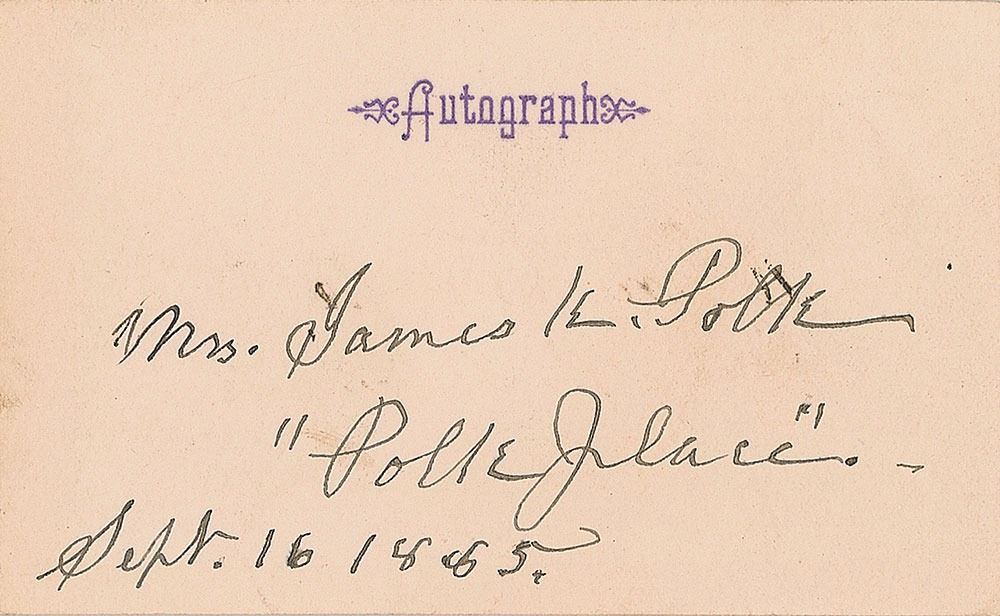 Autograph
Mrs. James K. Polk
"Polk Place".
Sept. 16 1885.